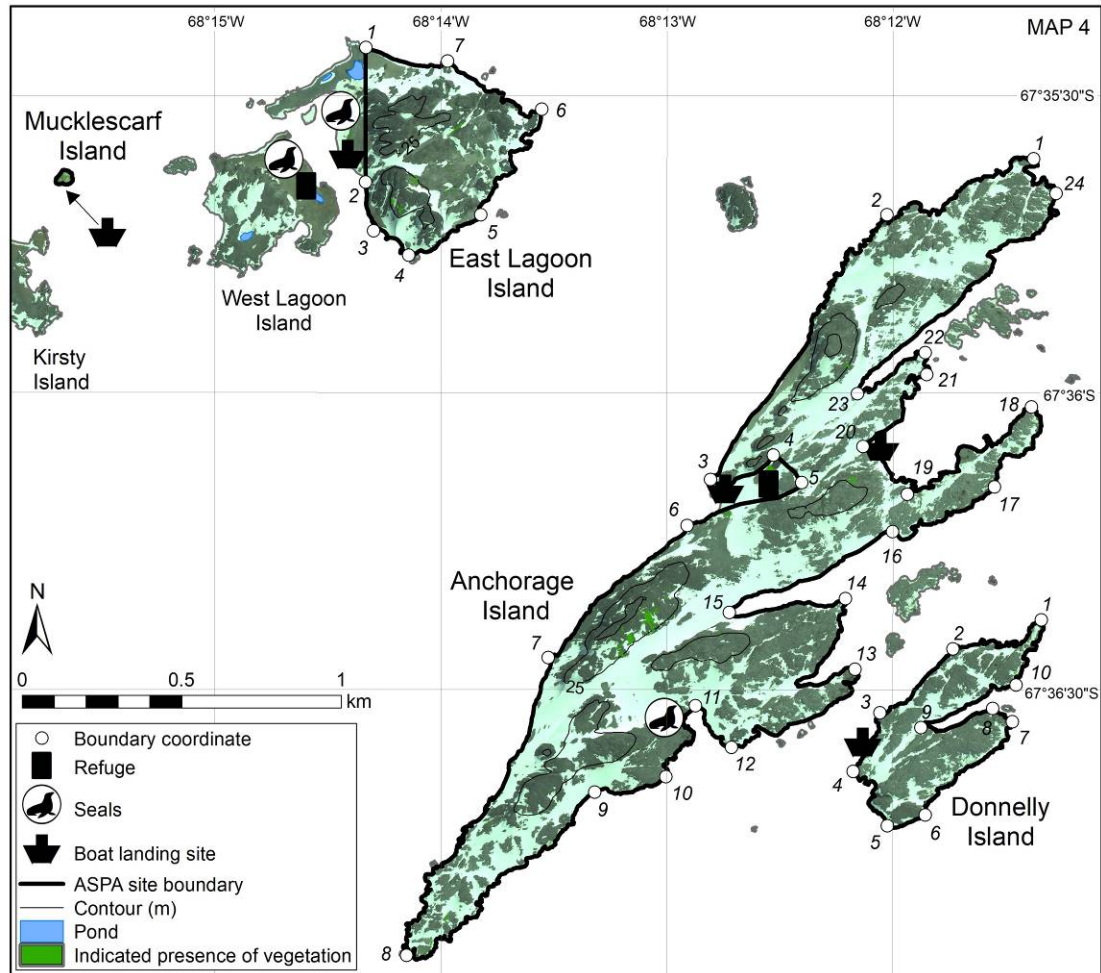 68°15'W
68°14'W
68°13'W
68°12'W
MAP 4
1
7
67°35'30"S
6
Mucklescarf
Island
25
1
2
24
2
3
5
4
East Lagoon
Island
West Lagoon
Island
Kirsty
Island
22
21
23
67°36'S
18
20
4
3
5
19
17
6
16
Anchorage
Island
15
14
1
N
7
13
2
10
0
0.5
1
km
25
11
3
9
8
7
67°36'30"S
12
4
10
9
5
6
Donnelly
Island
8
Boundary coordinate
Refuge
Seals
Boat landing site
ASPA site boundary
Contour (m)
Pond
Indicated presence of vegetation